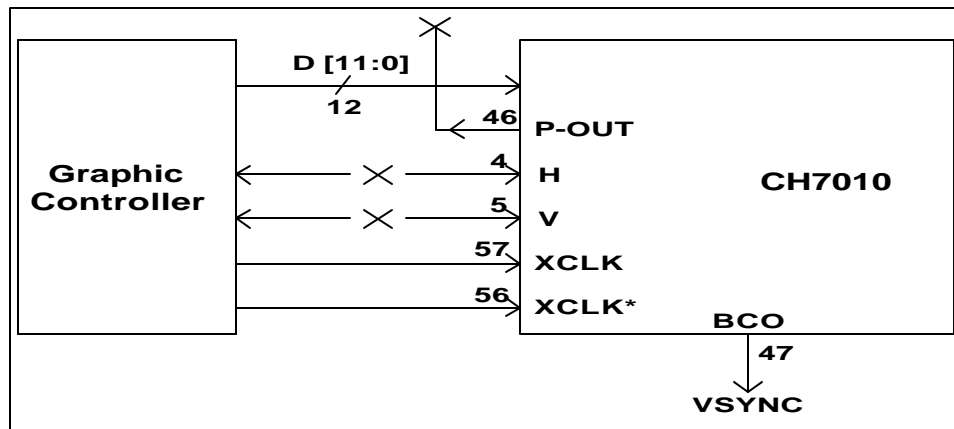 D [11:0]
12
46
P-OUT
Graphic
Controller
4
H
CH7010
5
V
57
XCLK
56
XCLK*
BCO
47
VSYNC